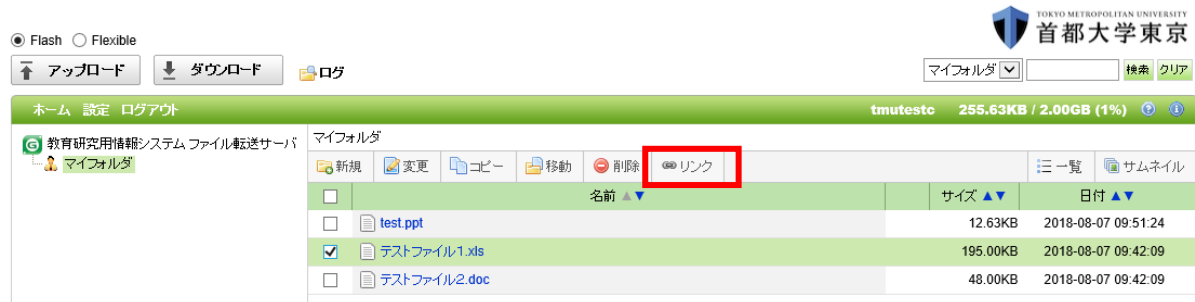 TOKYO METROPOLITAN UNIVERSITY
首都大学東京
Flash Flexible
アップロード ダウンロード ログ
マイフォルダ 検索 クリア
ホーム 設定 ログアウト tmutestc 255.63KB / 2.00GB (1%)
教育研究用情報システム ファイル転送サーバ
マイフォルダ
マイフォルダ
新規 変更 コピー 移動 削除 リンク 一覧 サムネイル
名前 ▲▼ サイズ ▲▼ 日付 ▲▼
test.ppt 12.63KB 2018-08-07 09:51:24
テストファイル1.xls 195.00KB 2018-08-07 09:42:09
テストファイル2.doc 48.00KB 2018-08-07 09:42:09